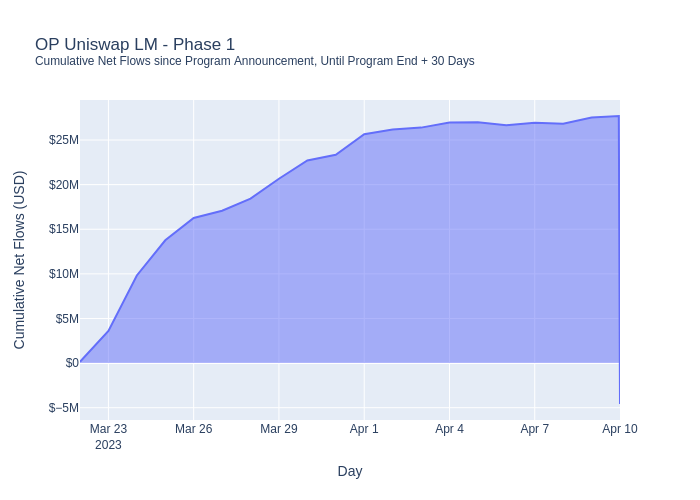 OP Uniswap LM - Phase 1
Cumulative Net Flows since Program Announcement, Until Program End + 30 Days
Cumulative Net Flows (USD)
$25M
$20M
$15M
$10M
$5M
$0
$−5M
Mar 23 Mar 26 Mar 29 Apr 1 Apr 4 Apr 7 Apr 10
2023
Day